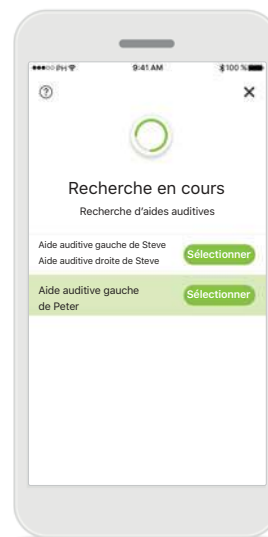 PH 9:41 AM 100 %
?
Recherche en cours
Recherche d'aides auditives
Aide auditive gauche de Steve
Aide auditive droite de Steve
Sélectionner
Aide auditive gauche
de Peter
Sélectionner